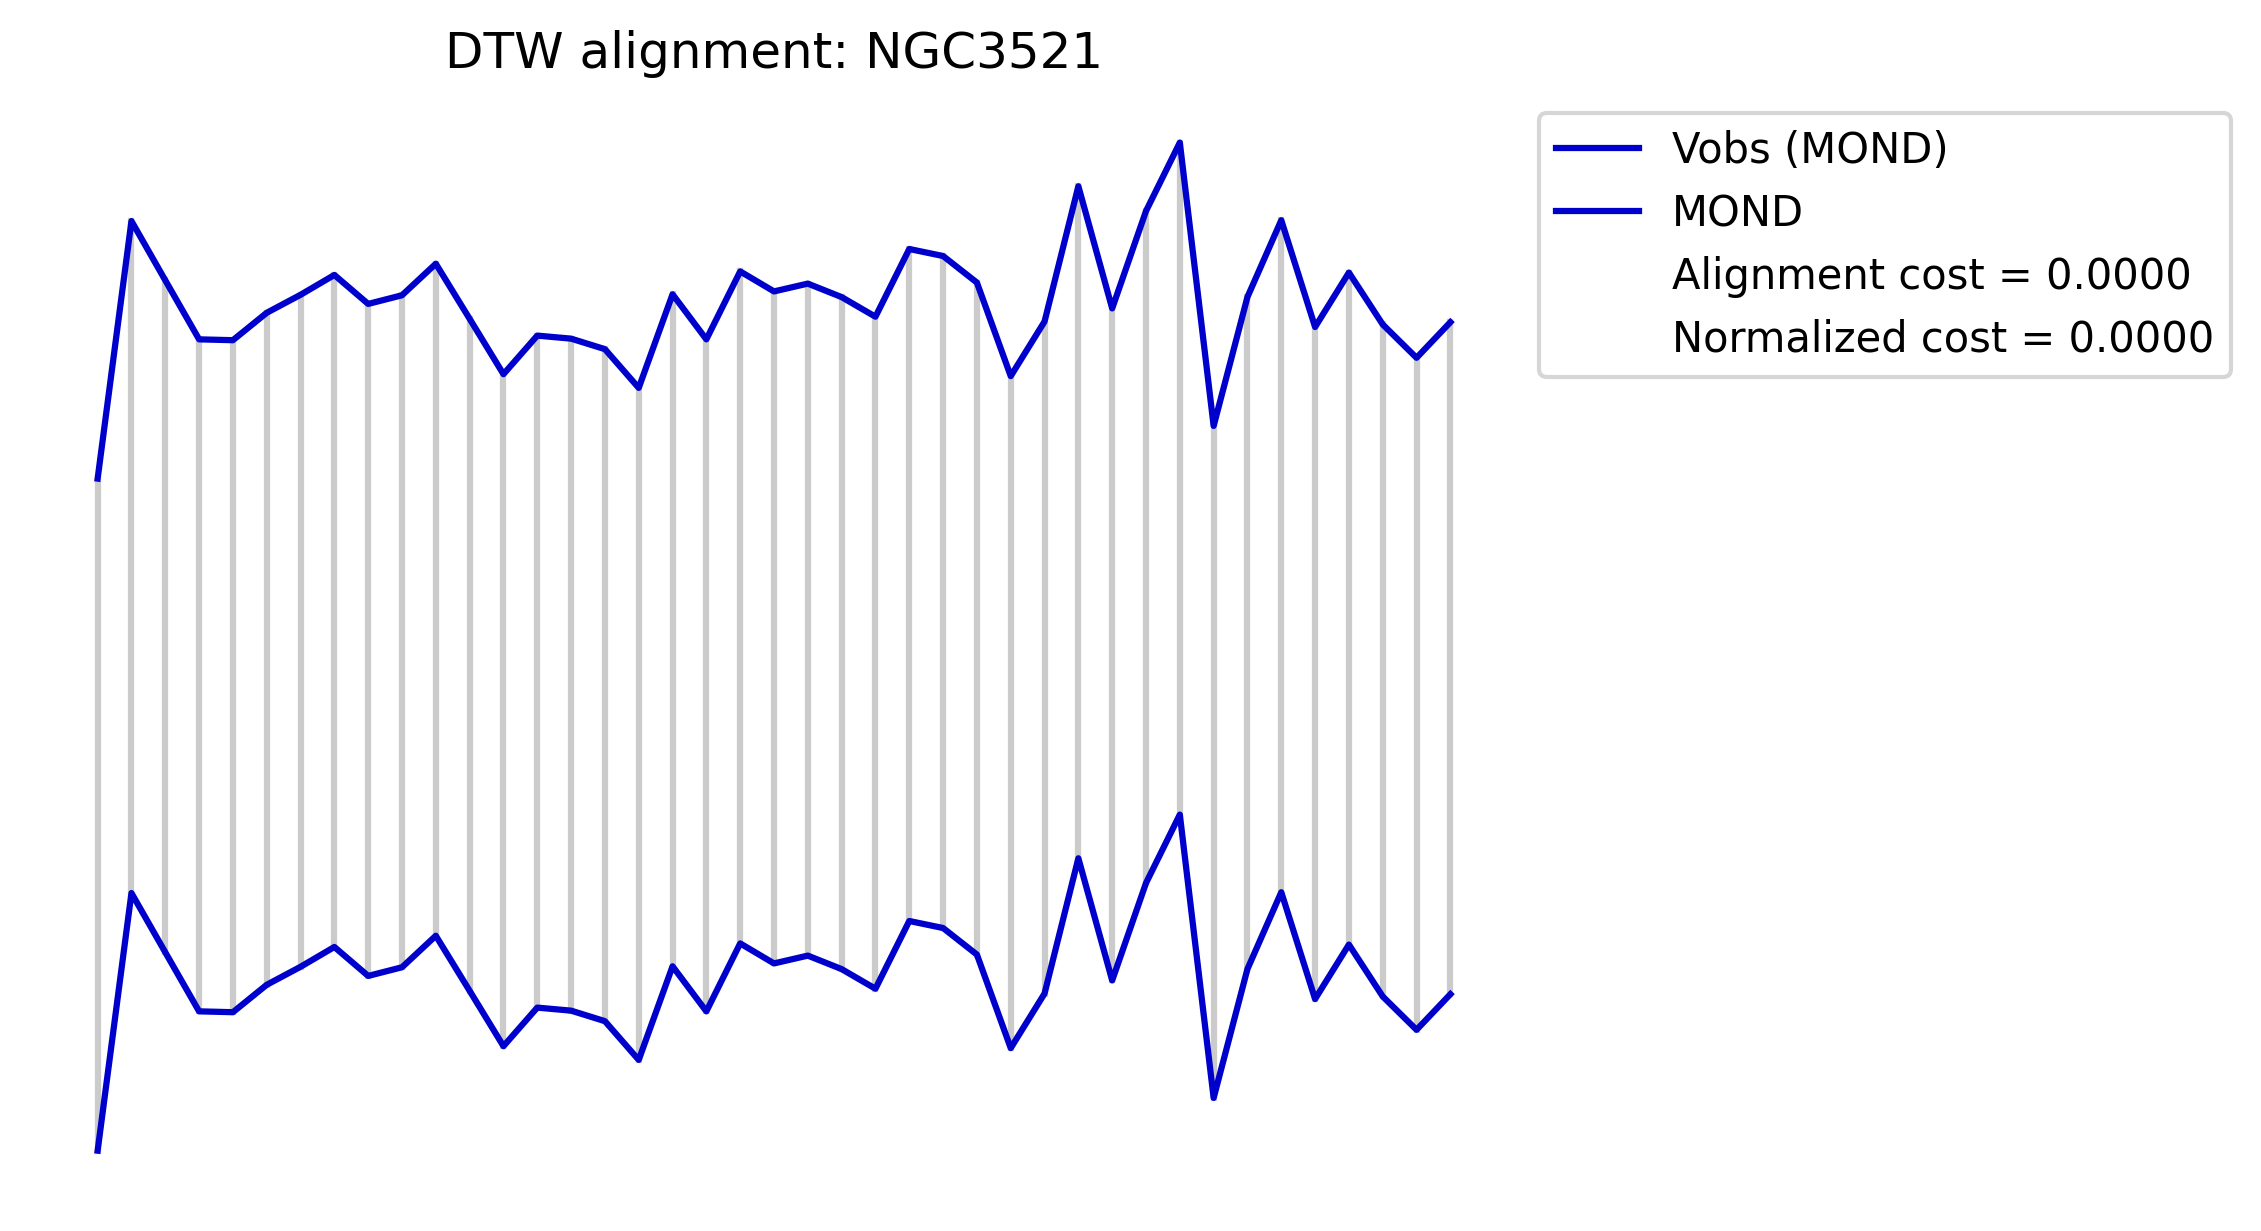 DTW alignment: NGC3521
Vobs (MOND)
MOND
Alignment cost = 0.0000
Normalized cost = 0.0000